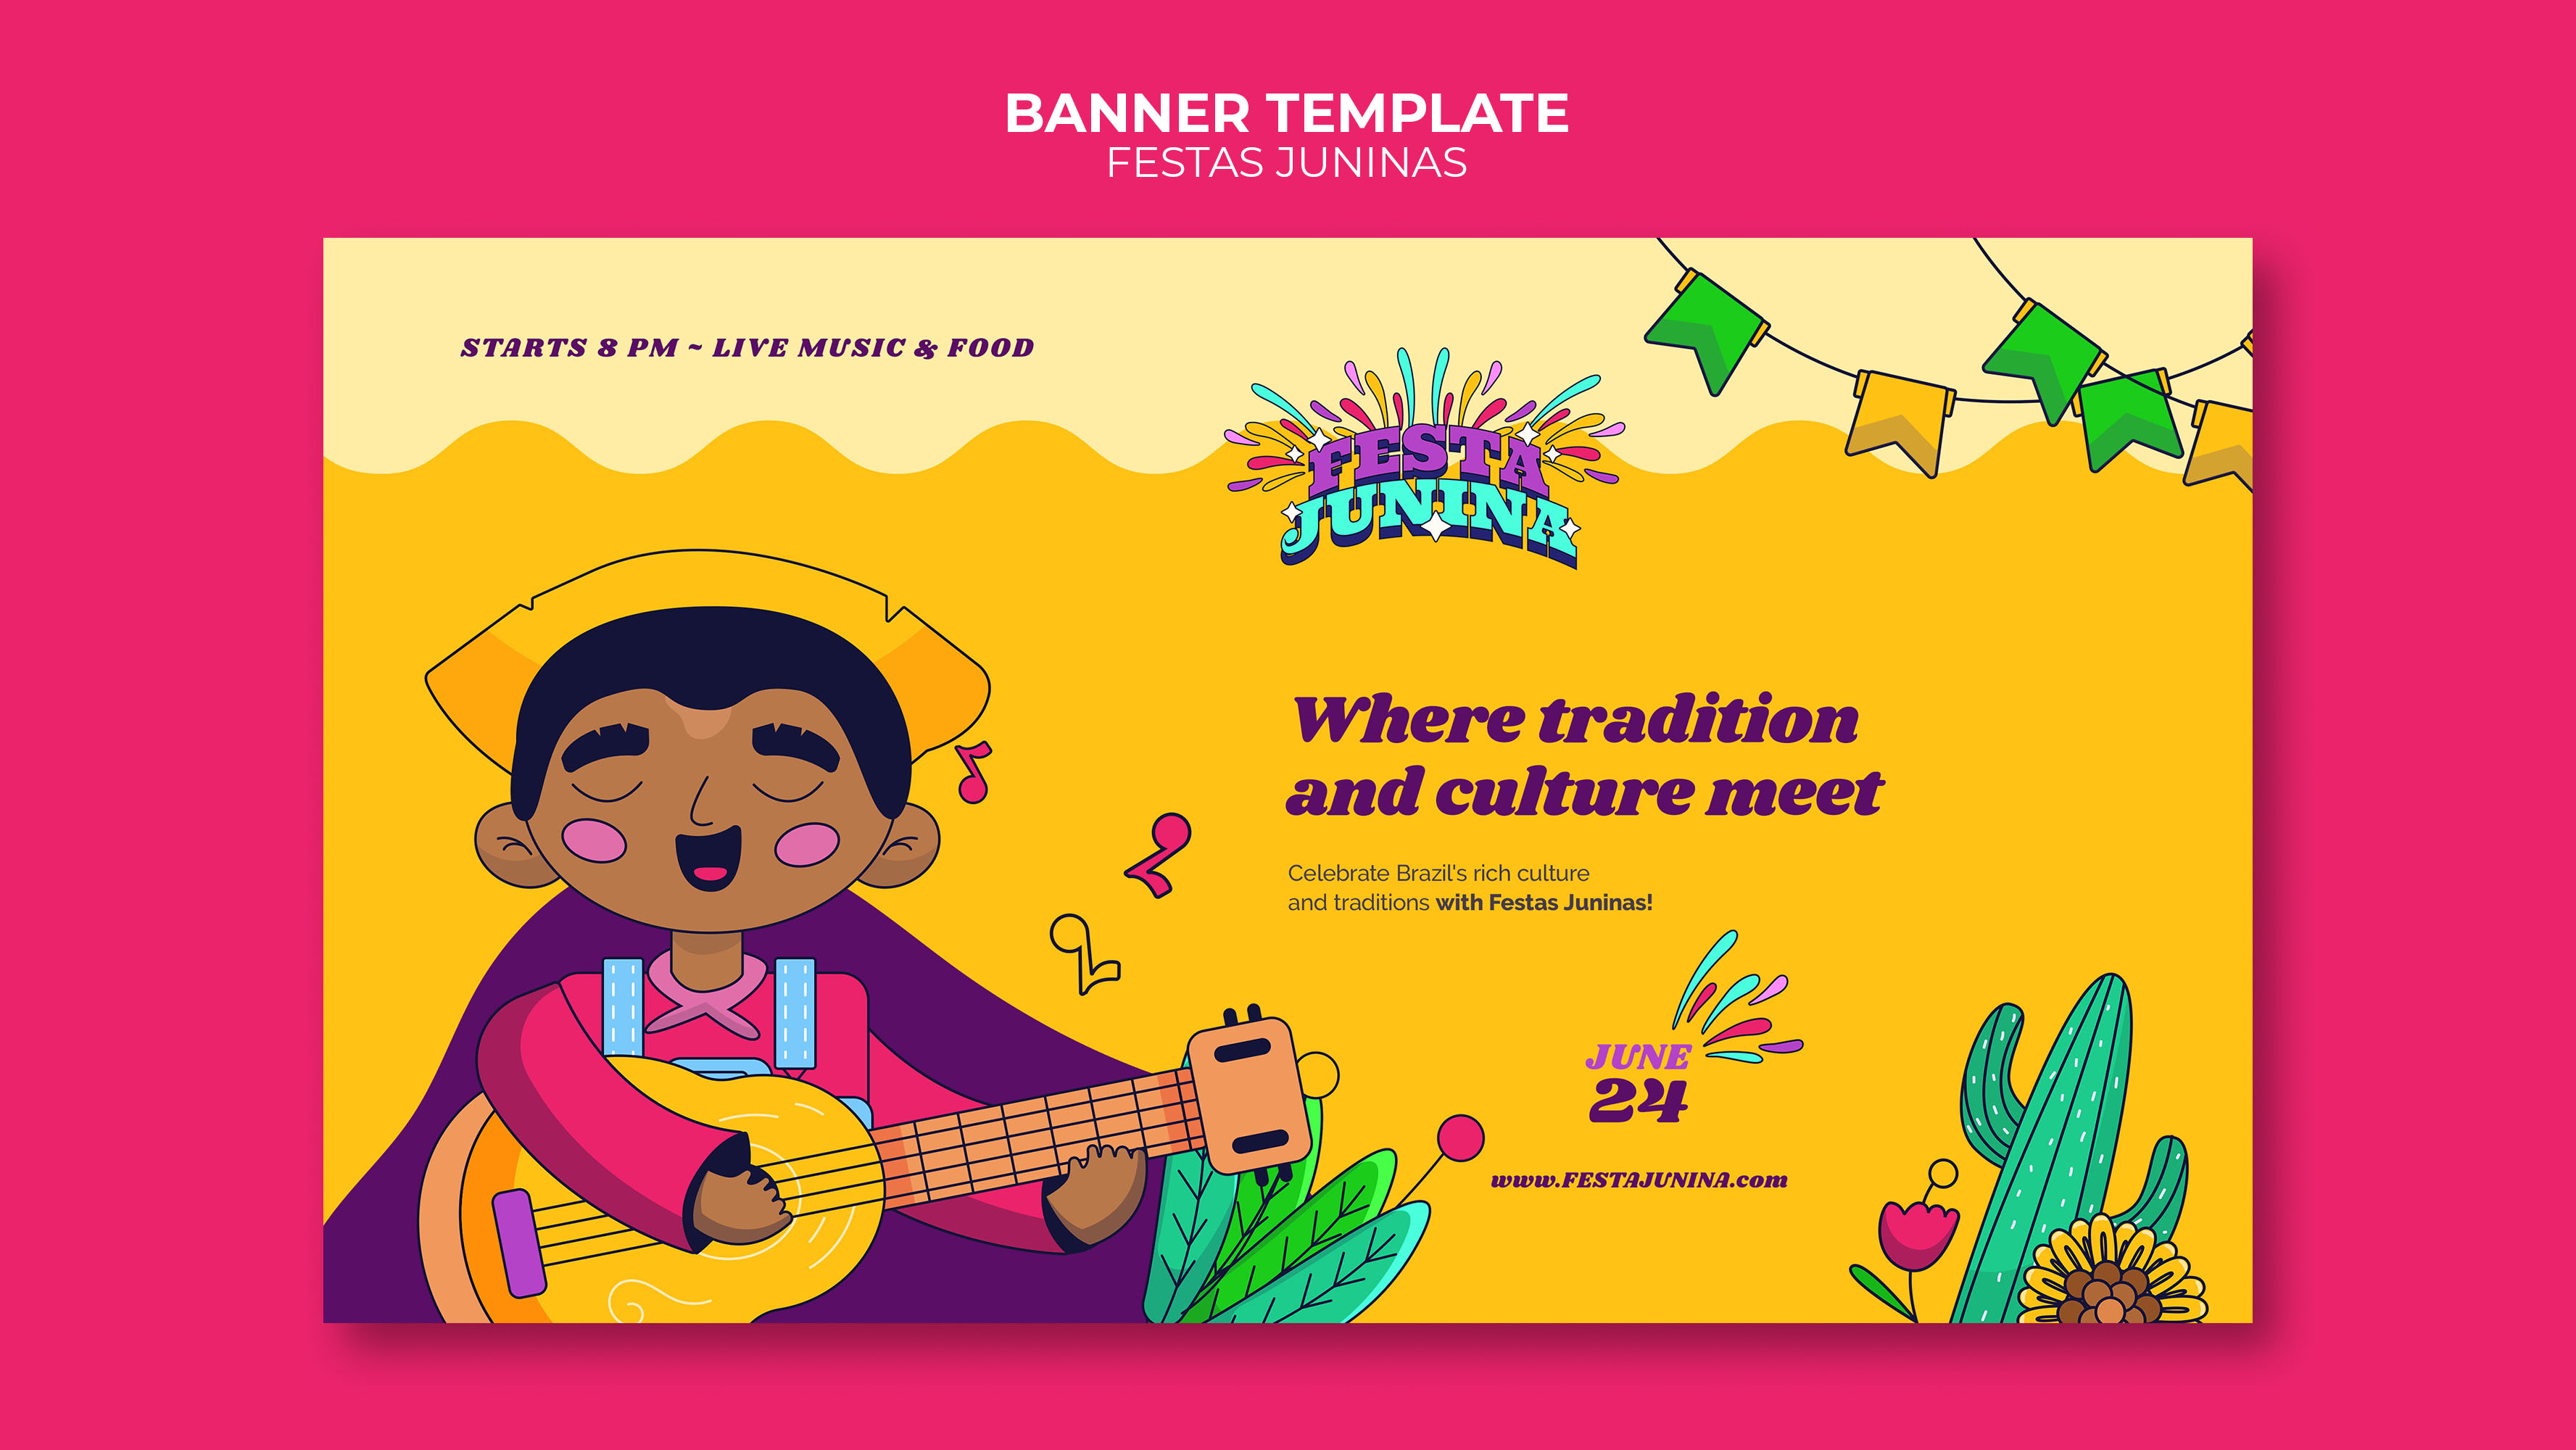 BANNER TEMPLATE
FESTAS JUNINAS
STARTS 8 PM ~ LIVE MUSIC & FOOD
FESTA
JUNINA
Where tradition
and culture meet
Celebrate Brazil's rich culture
and traditions with Festas Juninas!
JUNE
24
www.FESTAJUNINA.com